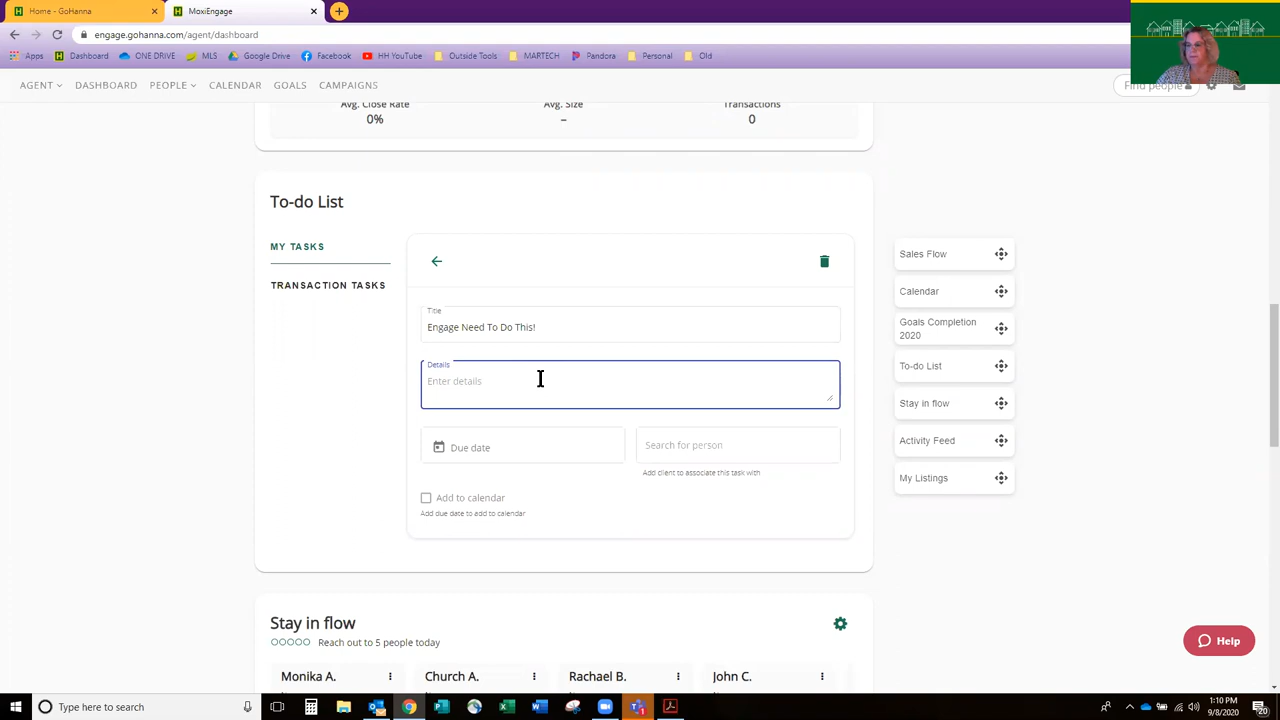 Home - GoHanna
MoxiEngage
engage.gohanna.com/agent/dashboard
Apps Dashboard ONE DRIVE MLS Google Drive Facebook HH YouTube Outside Tools MARTECH Pandora Personal Old
AGENT DASHBOARD PEOPLE CALENDAR GOALS CAMPAIGNS Find people
Avg. Close Rate Avg. Size Transactions
0% – 0
To-do List
MY TASKS
TRANSACTION TASKS
Title
Engage Need To Do This!
Details
Enter details
Due date Search for person
Add client to associate this task with
Add to calendar
Add due date to add to calendar
Sales Flow
Calendar
Goals Completion
2020
To-do List
Stay in flow
Activity Feed
My Listings
Stay in flow
Reach out to 5 people today
Monika A. Church A. Rachael B. John C.
Help
Type here to search
1:10 PM
9/8/2020